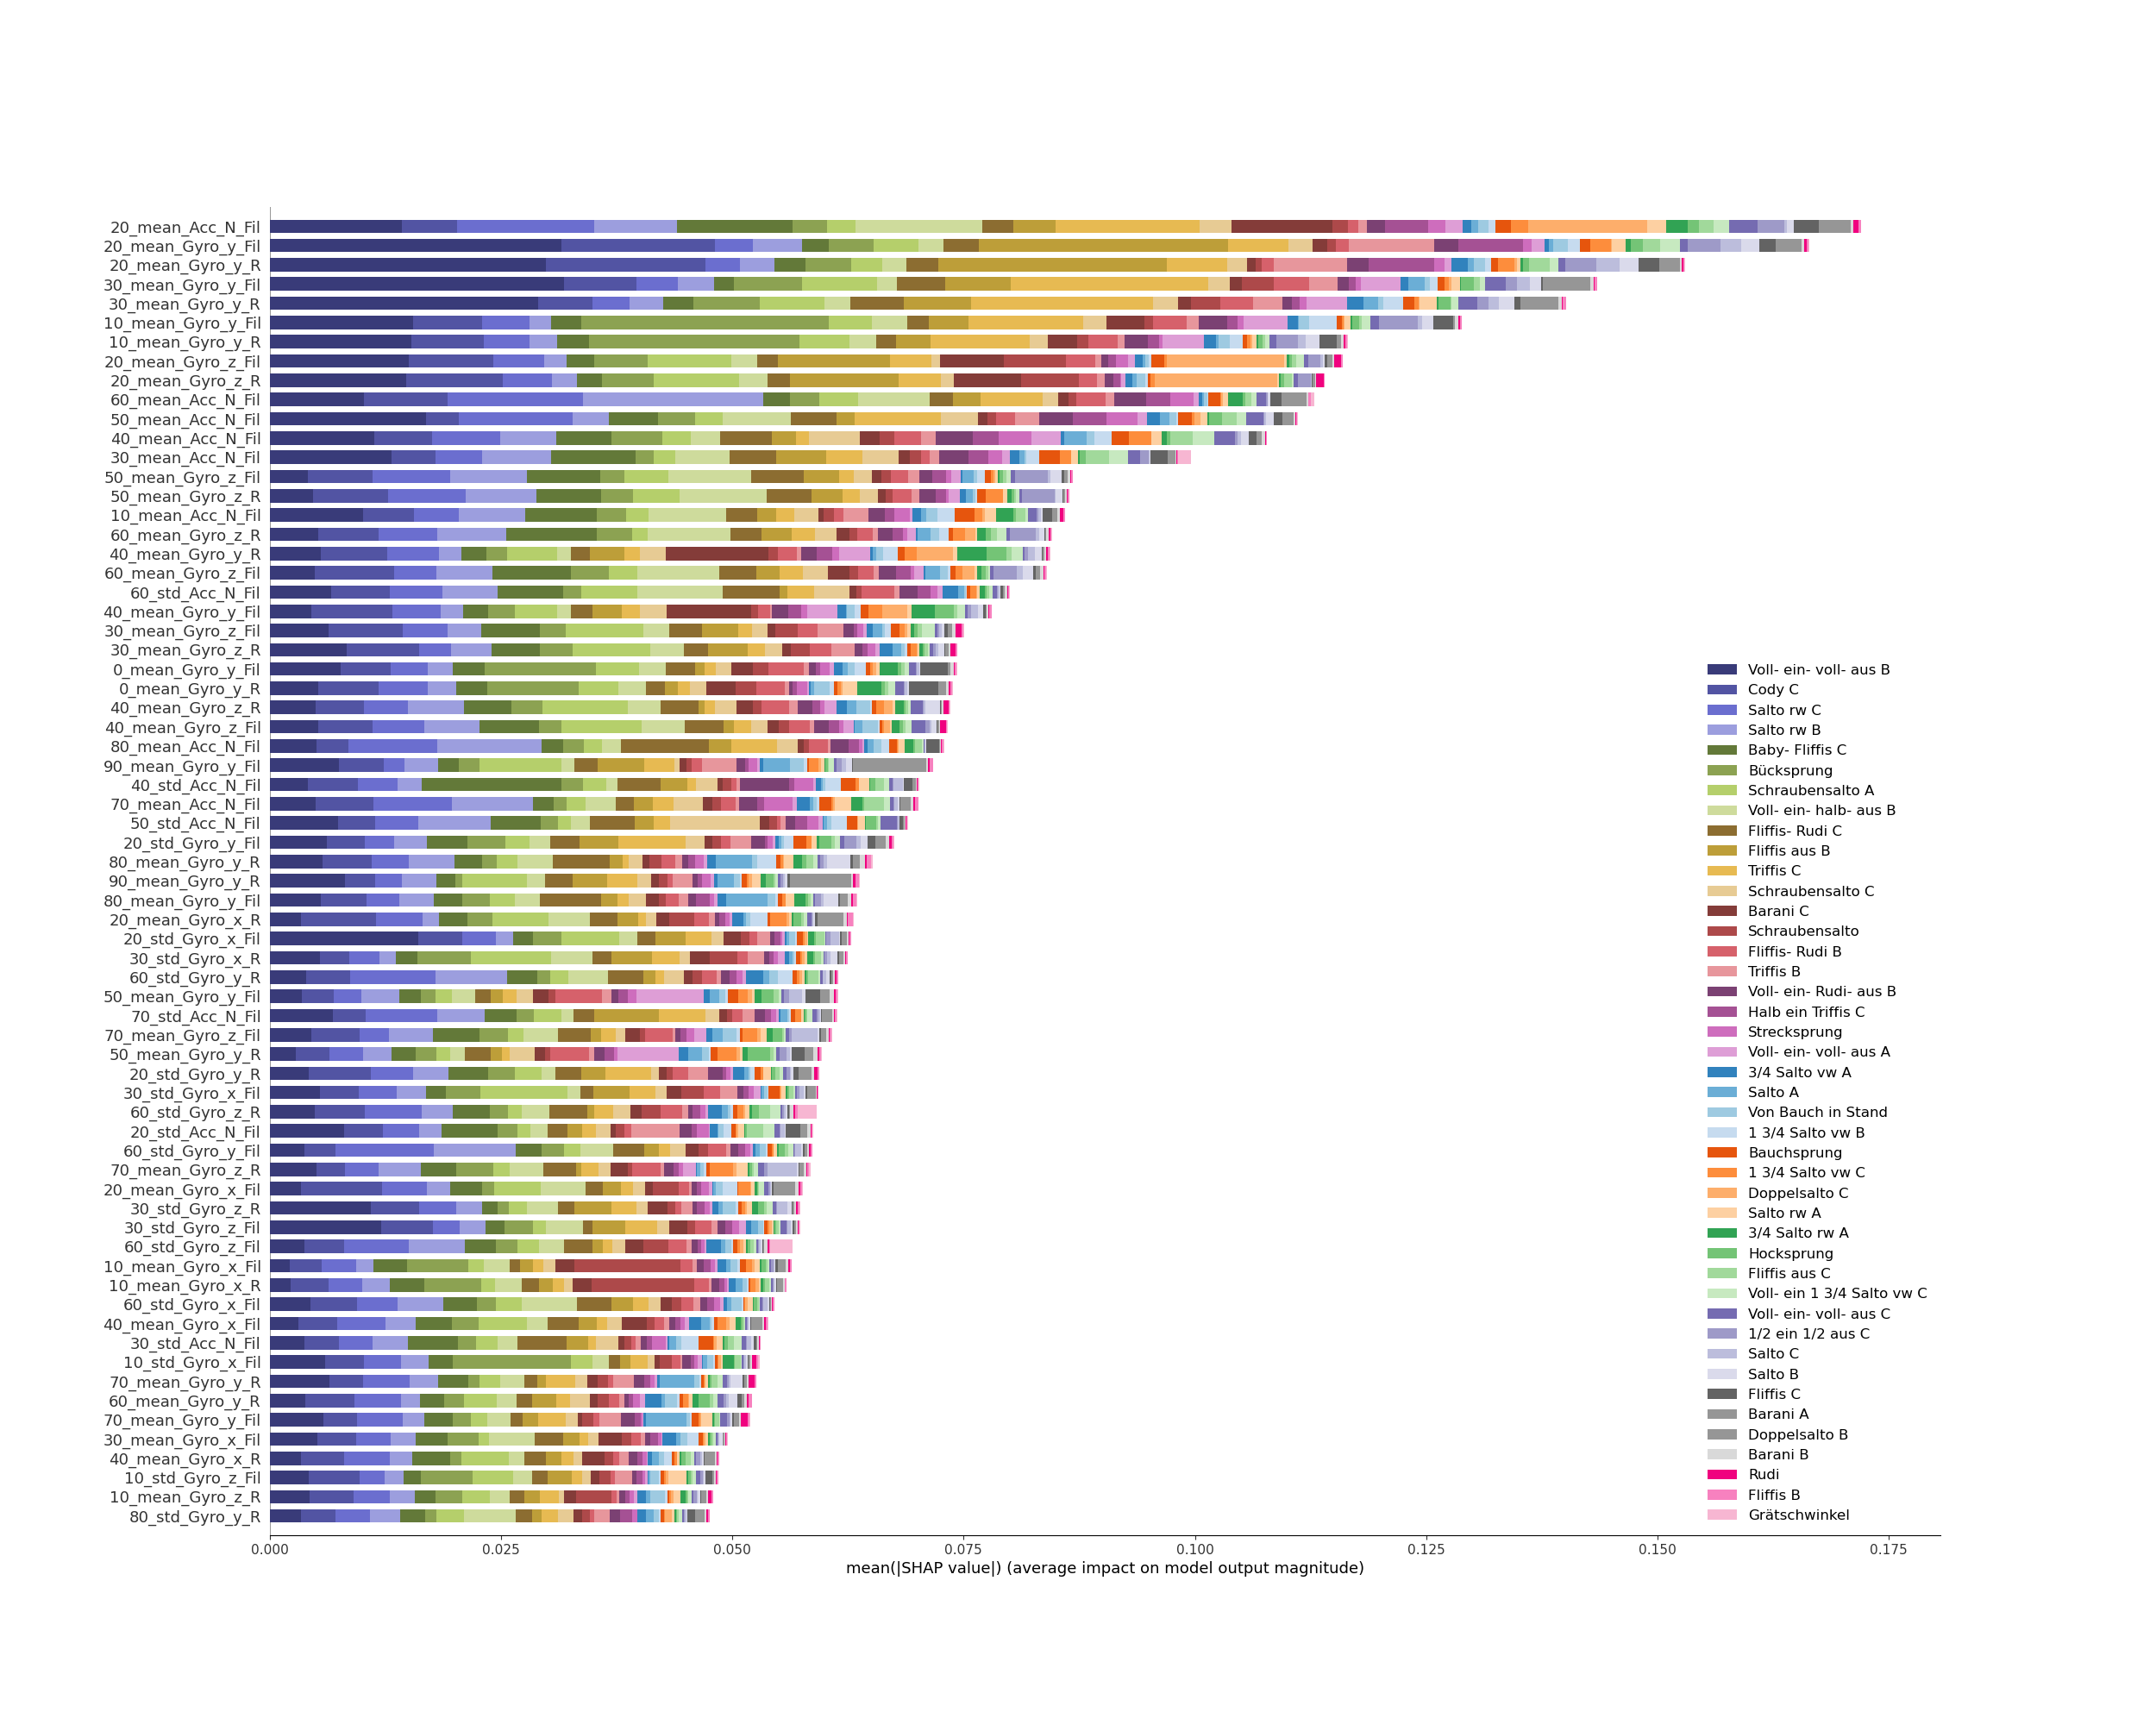 20_mean_Acc_N_Fil
20_mean_Gyro_y_Fil
20_mean_Gyro_y_R
30_mean_Gyro_y_Fil
30_mean_Gyro_y_R
10_mean_Gyro_y_Fil
10_mean_Gyro_y_R
20_mean_Gyro_z_Fil
20_mean_Gyro_z_R
60_mean_Acc_N_Fil
50_mean_Acc_N_Fil
40_mean_Acc_N_Fil
30_mean_Acc_N_Fil
50_mean_Gyro_z_Fil
50_mean_Gyro_z_R
10_mean_Acc_N_Fil
60_mean_Gyro_z_R
40_mean_Gyro_y_R
60_mean_Gyro_z_Fil
60_std_Acc_N_Fil
40_mean_Gyro_y_Fil
30_mean_Gyro_z_Fil
30_mean_Gyro_z_R
0_mean_Gyro_y_Fil
0_mean_Gyro_y_R
40_mean_Gyro_z_R
40_mean_Gyro_z_Fil
80_mean_Acc_N_Fil
90_mean_Gyro_y_Fil
40_std_Acc_N_Fil
70_mean_Acc_N_Fil
50_std_Acc_N_Fil
20_std_Gyro_y_Fil
80_mean_Gyro_y_R
90_mean_Gyro_y_R
80_mean_Gyro_y_Fil
20_mean_Gyro_x_R
20_std_Gyro_x_Fil
30_std_Gyro_x_R
60_std_Gyro_y_R
50_mean_Gyro_y_Fil
70_std_Acc_N_Fil
70_mean_Gyro_z_Fil
50_mean_Gyro_y_R
20_std_Gyro_y_R
30_std_Gyro_x_Fil
60_std_Gyro_z_R
20_std_Acc_N_Fil
60_std_Gyro_y_Fil
70_mean_Gyro_z_R
20_mean_Gyro_x_Fil
30_std_Gyro_z_R
30_std_Gyro_z_Fil
60_std_Gyro_z_Fil
10_mean_Gyro_x_Fil
10_mean_Gyro_x_R
60_std_Gyro_x_Fil
40_mean_Gyro_x_Fil
30_std_Acc_N_Fil
10_std_Gyro_x_Fil
70_mean_Gyro_y_R
60_mean_Gyro_y_R
70_mean_Gyro_y_Fil
30_mean_Gyro_x_Fil
40_mean_Gyro_x_R
10_std_Gyro_z_Fil
10_mean_Gyro_z_R
80_std_Gyro_y_R
Voll- ein- voll- aus B
Cody C
Salto rw C
Salto rw B
Baby- Fliffis C
Bücksprung
Schraubensalto A
Voll- ein- halb- aus B
Fliffis- Rudi C
Fliffis aus B
Triffis C
Schraubensalto C
Barani C
Schraubensalto
Fliffis- Rudi B
Triffis B
Voll- ein- Rudi- aus B
Halb ein Triffis C
Strecksprung
Voll- ein- voll- aus A
3/4 Salto vw A
Salto A
Von Bauch in Stand
1 3/4 Salto vw B
Bauchsprung
1 3/4 Salto vw C
Doppelsalto C
Salto rw A
3/4 Salto rw A
Hocksprung
Fliffis aus C
Voll- ein 1 3/4 Salto vw C
Voll- ein- voll- aus C
1/2 ein 1/2 aus C
Salto C
Salto B
Fliffis C
Barani A
Doppelsalto B
Barani B
Rudi
Fliffis B
Grätschwinkel
0.000 0.025 0.050 0.075 0.100 0.125 0.150 0.175
mean(|SHAP value|) (average impact on model output magnitude)